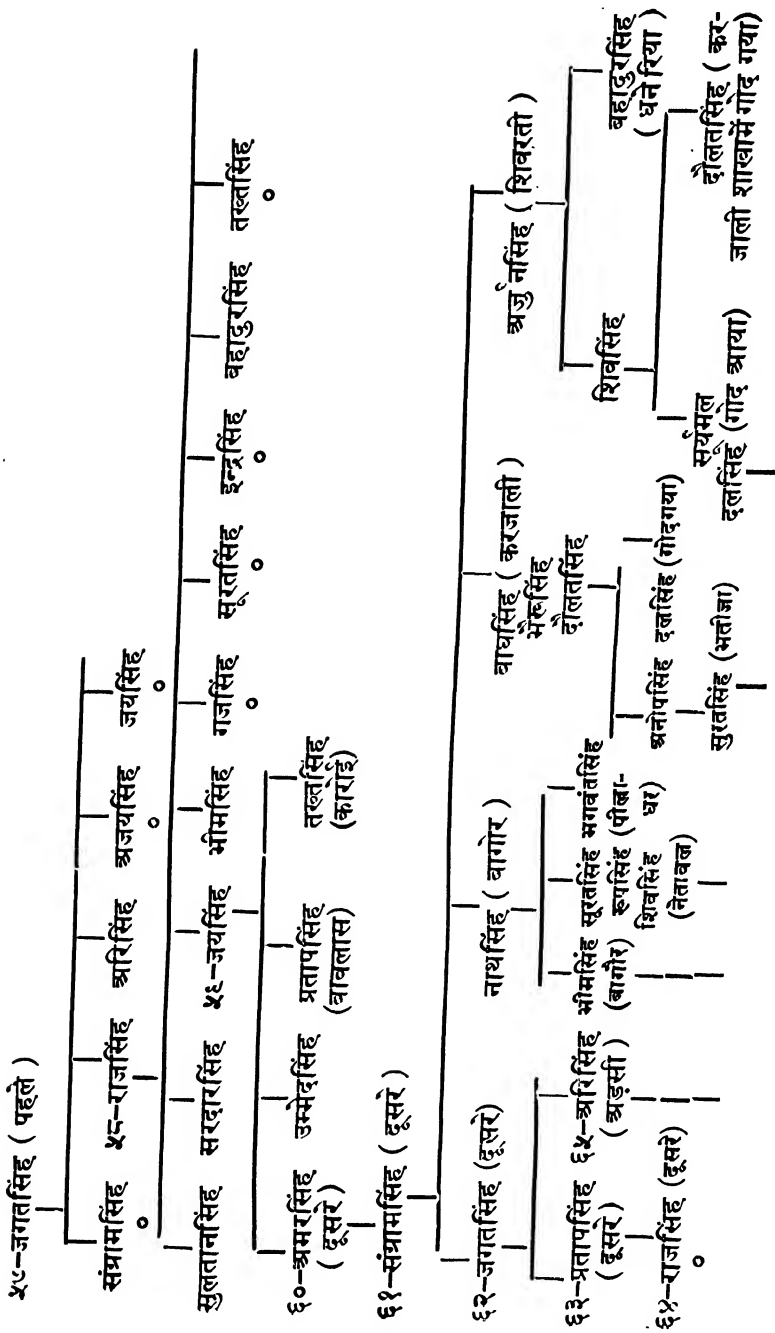 ५७-जगतसिंह ( पहले )
संग्रामसिंह ५८-राजसिंह अरिसिंह अजयसिंह जयसिंह
सुलतानसिंह सरदारसिंह ५९-जयसिंह भीमसिंह गजसिंह सूरतसिंह इन्द्रसिंह बहादुरसिंह तख्तसिंह
६०-अमरसिंह उम्मेदसिंह प्रतापसिंह तख्तसिंह
( दूसरे ) (बावलास) (कारोई)
६१-संग्रामसिंह ( दूसरे )
६२-जगतसिंह (दूसरे) नाथसिंह ( बागोर ) बाघसिंह ( करजाली ) अर्जुनसिंह ( शिवरती )
भैरूसिंह
दौलतसिंह
६३-प्रतापसिंह ६५-अरिसिंह भीमसिंह सूरतसिंह भगवंतसिंह शिवसिंह बहादुरसिंह
(दूसरे) (अड़सी) (बागौर) रूपसिंह (पीला- ( धनेरिया )
शिवसिंह धर)
(नेतावल)
अनोपसिंह दलसिंह (गोदगया) सूर्यमल दौलतसिंह ( कर-
सुरतसिंह (भतीजा) दलसिंह (गोद आया) जाली शाखामें गोद गया)
६४-राजसिंह (दूसरे)